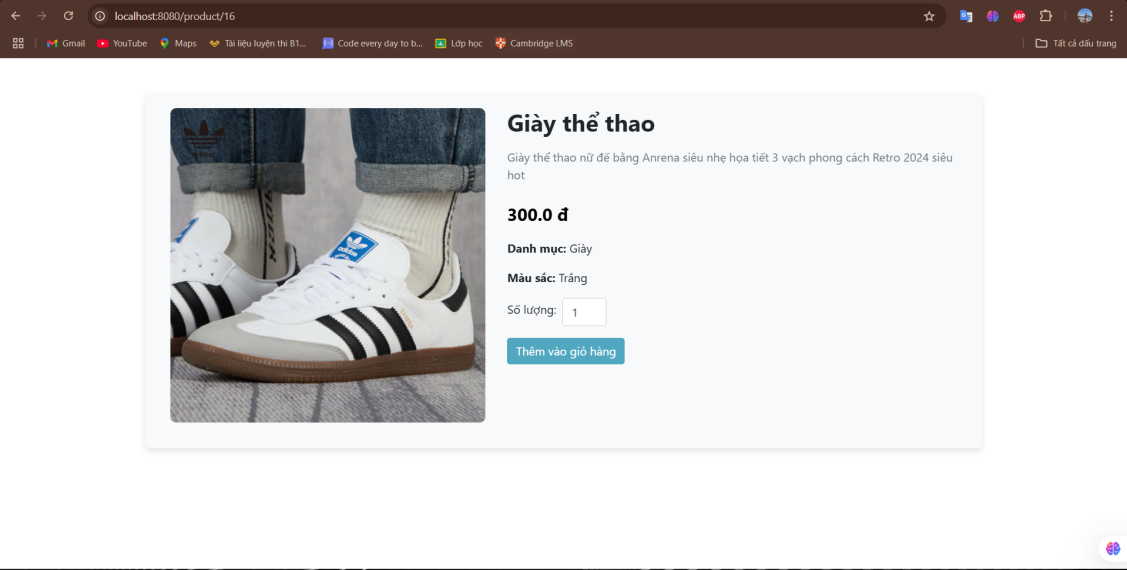 localhost:8080/product/16
ABP
Gmail
YouTube
Maps
Tài liệu luyện thi B1...
Code every day to b...
Lớp học
Cambridge LMS
Tất cả dấu trang
Giày thể thao
Giày thể thao nữ đế bằng Anrena siêu nhẹ họa tiết 3 vạch phong cách Retro 2024 siêu
hot
300.0 đ
Danh mục: Giày
Màu sắc: Trắng
Số lượng: 1
Thêm vào giỏ hàng
adidas
SAMBA